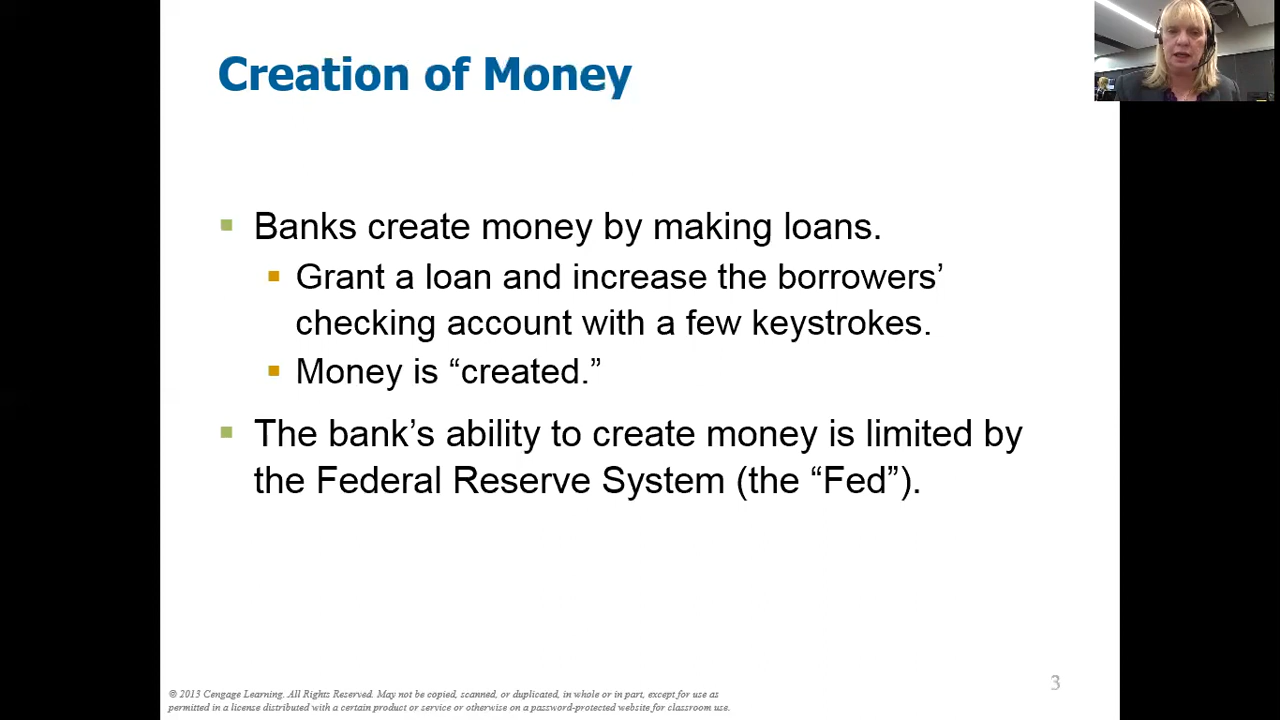 Creation of Money
Banks create money by making loans.
Grant a loan and increase the borrowers’
checking account with a few keystrokes.
Money is “created.”
The bank’s ability to create money is limited by
the Federal Reserve System (the “Fed”).
© 2013 Cengage Learning. All Rights Reserved. May not be copied, scanned, or duplicated, in whole or in part, except for use as
permitted in a license distributed with a certain product or service or otherwise on a password-protected website for classroom use.
3